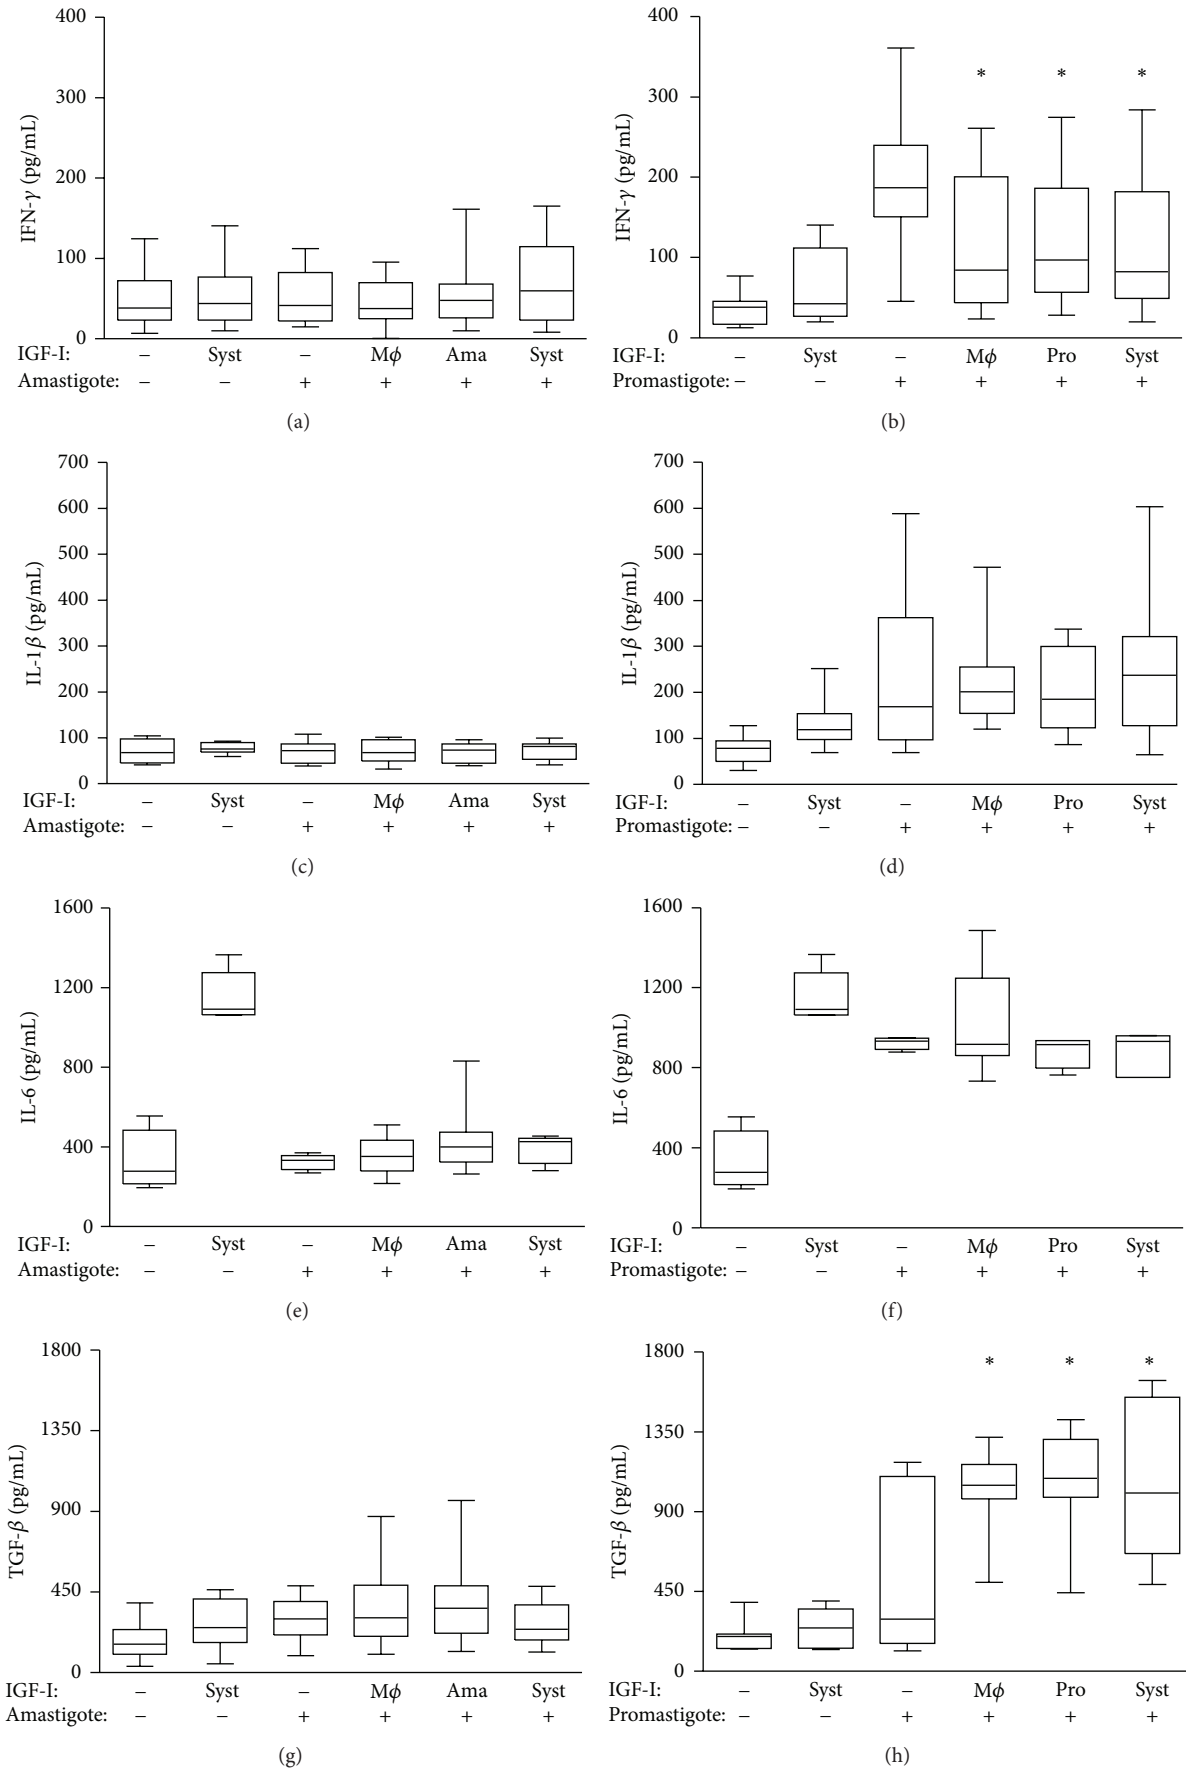 400
300
200
100
0
IFN-γ (pg/mL)
IGF-I: – Syst – Mϕ Ama Syst
Amastigote: – – + + + +
(a)
400
300
200
100
0
IFN-γ (pg/mL)
* * *
IGF-I: – Syst – Mϕ Pro Syst
Promastigote: – – + + + +
(b)
700
600
500
400
300
200
100
0
IL-1β (pg/mL)
IGF-I: – Syst – Mϕ Ama Syst
Amastigote: – – + + + +
(c)
700
600
500
400
300
200
100
0
IL-1β (pg/mL)
IGF-I: – Syst – Mϕ Pro Syst
Promastigote: – – + + + +
(d)
1600
1200
800
400
0
IL-6 (pg/mL)
IGF-I: – Syst – Mϕ Ama Syst
Amastigote: – – + + + +
(e)
1600
1200
800
400
0
IL-6 (pg/mL)
IGF-I: – Syst – Mϕ Pro Syst
Promastigote: – – + + + +
(f)
1800
1350
900
450
0
TGF-β (pg/mL)
IGF-I: – Syst – Mϕ Ama Syst
Amastigote: – – + + + +
(g)
1800
1350
900
450
0
TGF-β (pg/mL)
* * *
IGF-I: – Syst – Mϕ Pro Syst
Promastigote: – – + + + +
(h)